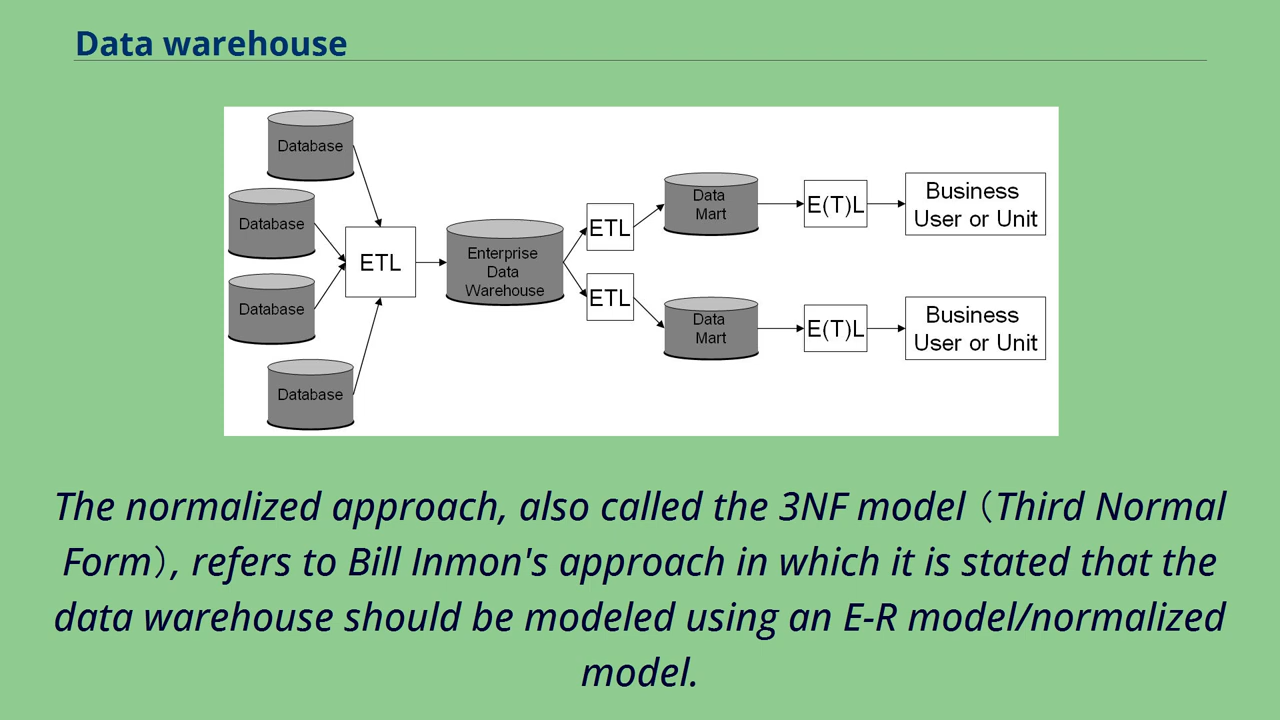 Data warehouse
Database
Database
Database
Database
ETL
Enterprise
Data
Warehouse
ETL
ETL
Data
Mart
E(T)L
Business
User or Unit
Data
Mart
E(T)L
Business
User or Unit
The normalized approach, also called the 3NF model（Third Normal
Form）, refers to Bill Inmon's approach in which it is stated that the
data warehouse should be modeled using an E-R model/normalized
model.